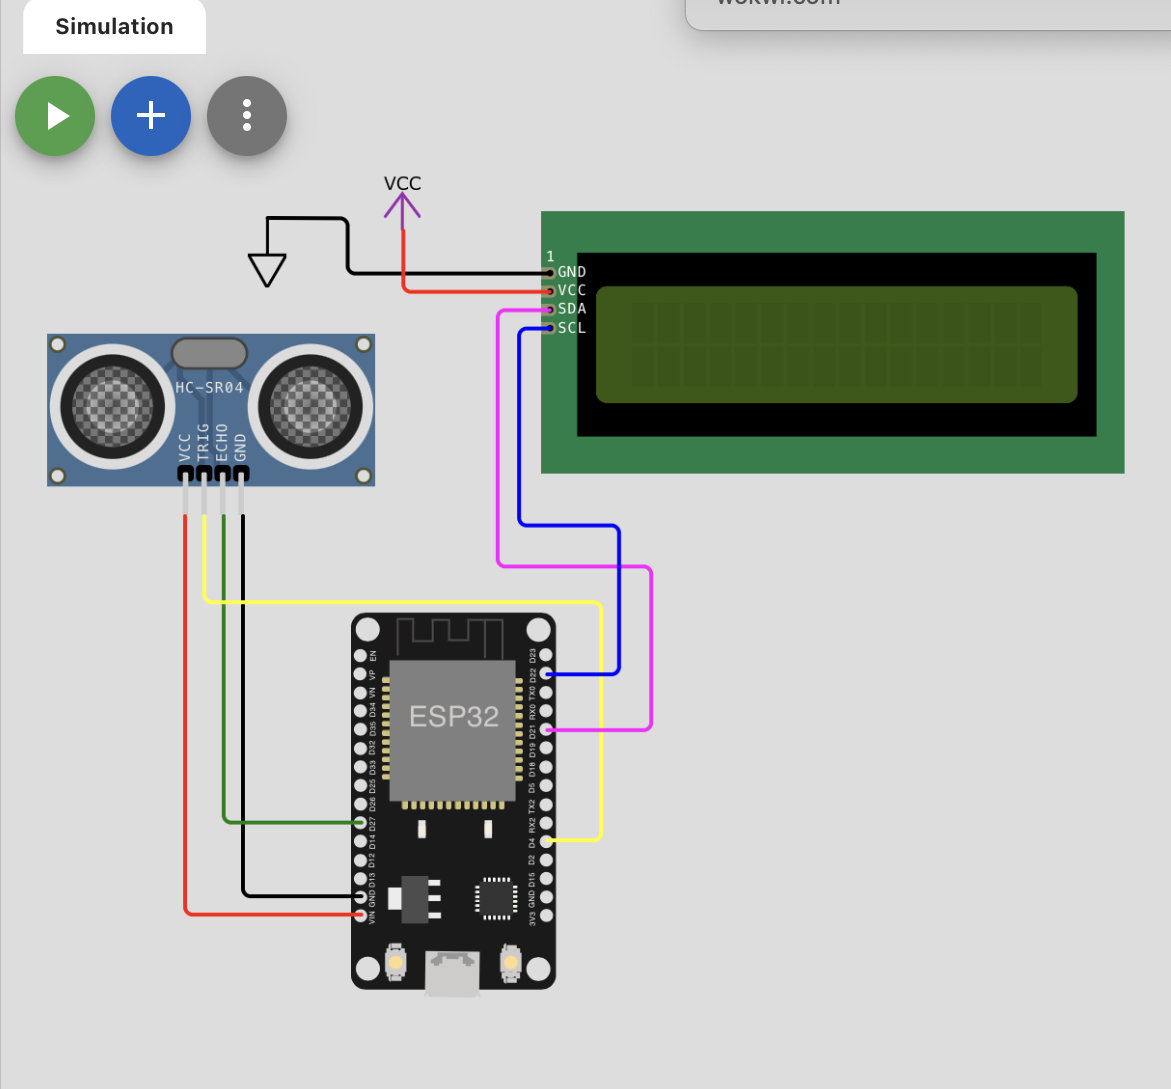 Simulation
wokwi.com
VCC
1
GND
VCC
SDA
SCL
HC-SR04
VCC
TRIG
ECHO
GND
ESP32
EN
VP
VN
D34
D35
D32
D33
D25
D26
D27
D14
D12
D13
GND
VIN
D23
D22
TX0
RX0
D21
D19
D18
D5
TX2
RX2
D4
D2
D15
GND
3V3